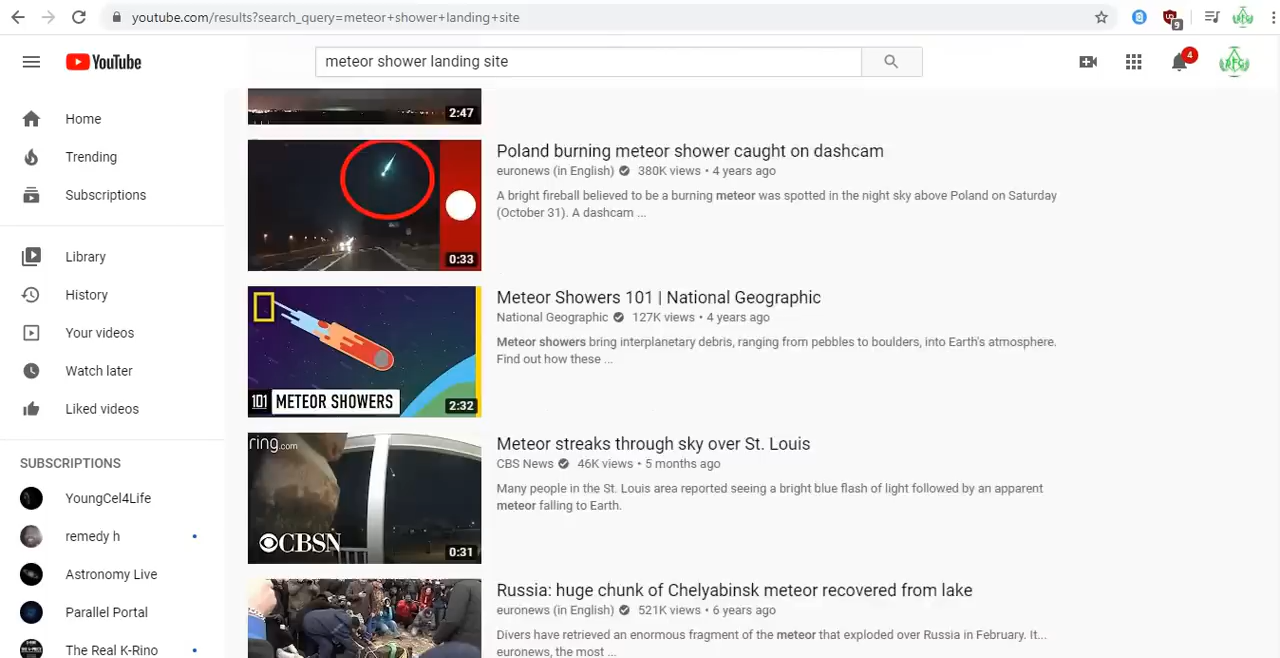 youtube.com/results?search_query=meteor+shower+landing+site
9
YouTube
meteor shower landing site
4
Home
Trending
Subscriptions
Library
History
Your videos
Watch later
Liked videos
SUBSCRIPTIONS
YoungCel4Life
remedy h
Astronomy Live
Parallel Portal
The Real K-Rino
2:47
0:33
Poland burning meteor shower caught on dashcam
euronews (in English) 380K views • 4 years ago
A bright fireball believed to be a burning meteor was spotted in the night sky above Poland on Saturday
(October 31). A dashcam ...
101 METEOR SHOWERS
2:32
Meteor Showers 101 | National Geographic
National Geographic 127K views • 4 years ago
Meteor showers bring interplanetary debris, ranging from pebbles to boulders, into Earth's atmosphere.
Find out how these ...
ring.com
CBSN
0:31
Meteor streaks through sky over St. Louis
CBS News 46K views • 5 months ago
Many people in the St. Louis area reported seeing a bright blue flash of light followed by an apparent
meteor falling to Earth.
Russia: huge chunk of Chelyabinsk meteor recovered from lake
euronews (in English) 521K views • 6 years ago
Divers have retrieved an enormous fragment of the meteor that exploded over Russia in February. It...
euronews, the most ...